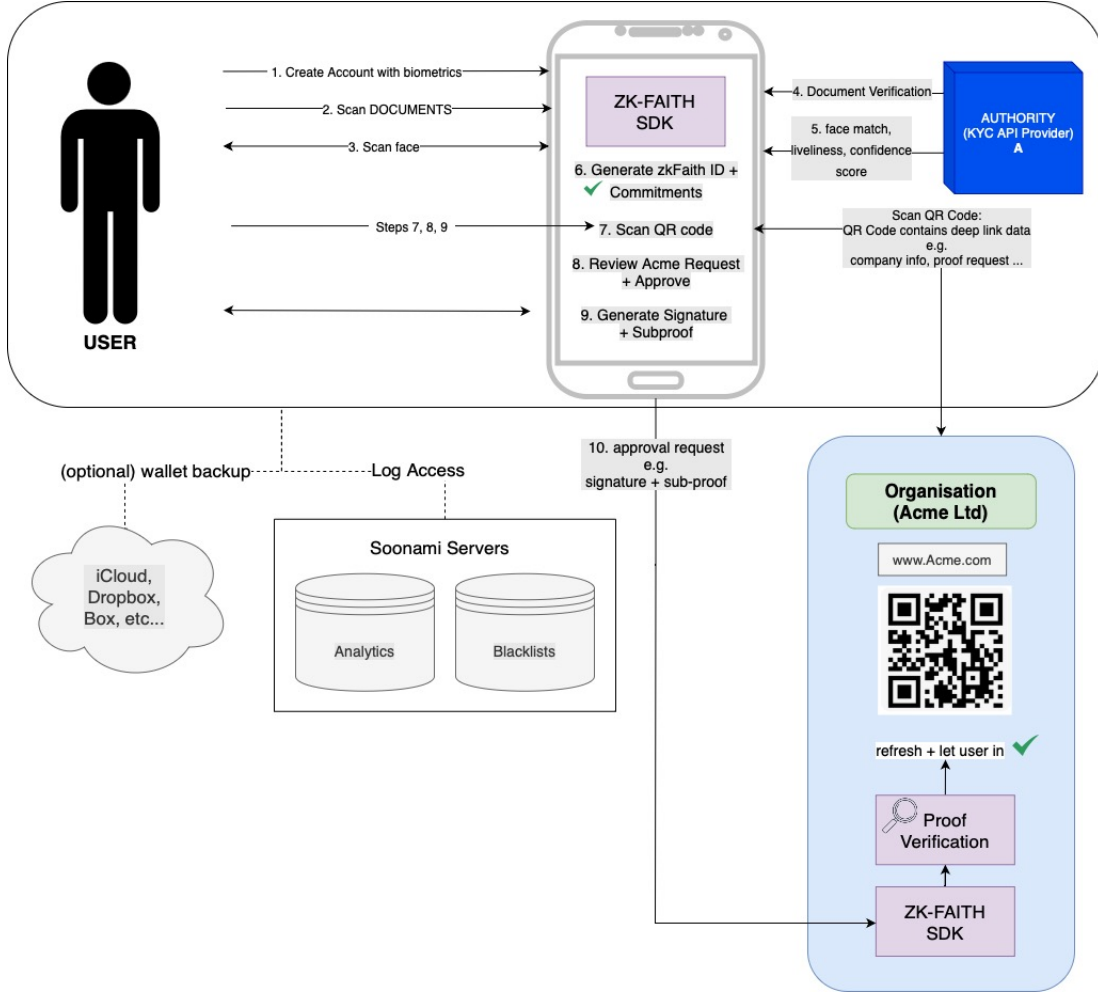 1. Create Account with biometrics
2. Scan DOCUMENTS
3. Scan face
Steps 7, 8, 9
USER
ZK-FAITH
SDK
6. Generate zkFaith ID +
Commitments
7. Scan QR code
8. Review Acme Request
+ Approve
9. Generate Signature
+ Subproof
4. Document Verification
5. face match,
liveliness, confidence
score
AUTHORITY
(KYC API Provider)
A
Scan QR Code:
QR Code contains deep link data
e.g.
company info, proof request ...
(optional) wallet backup
Log Access
iCloud,
Dropbox,
Box, etc...
Soonami Servers
Analytics
Blacklists
10. approval request
e.g.
signature + sub-proof
Organisation
(Acme Ltd)
www.Acme.com
refresh + let user in
Proof
Verification
ZK-FAITH
SDK